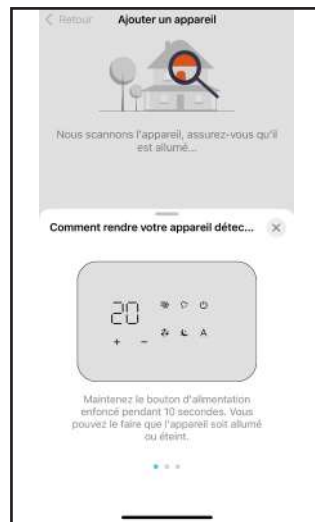 Retour Ajouter un appareil
Nous scannons l'appareil, assurez-vous qu'il
est allumé...
Comment rendre votre appareil détec...
20
+ - A
Maintenez le bouton d'alimentation
enfoncé pendant 10 secondes. Vous
pouvez le faire que l'appareil soit allumé
ou éteint.